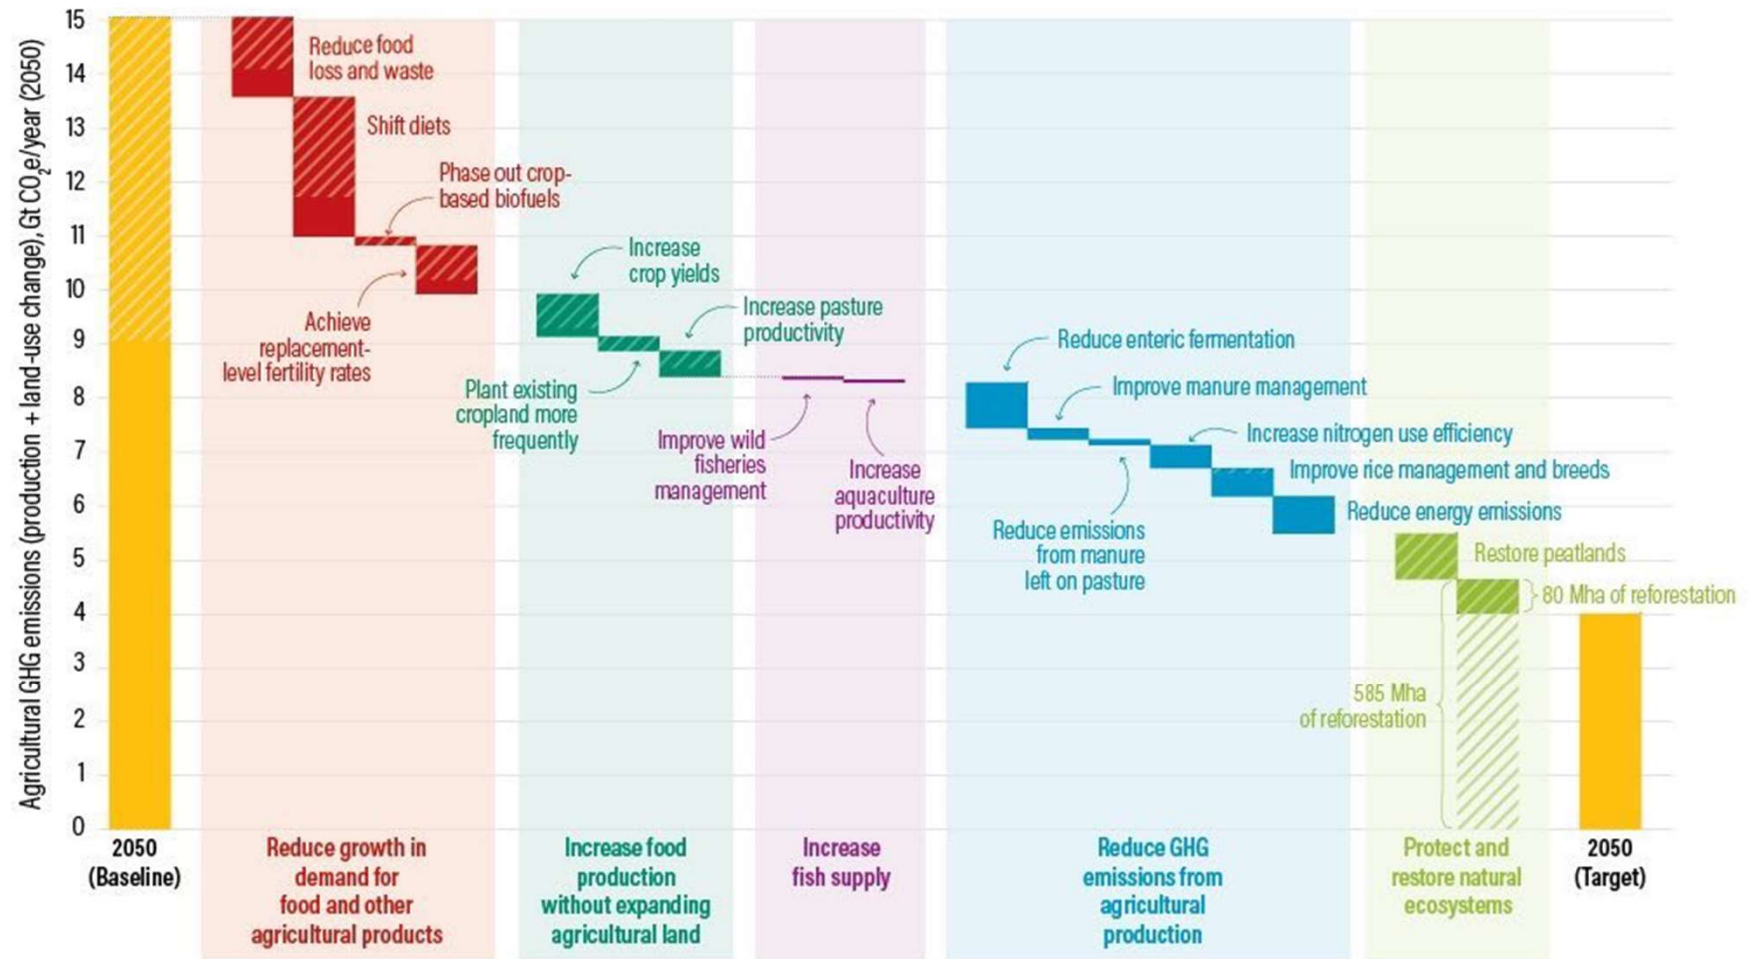 Agricultural GHG emissions (production + land-use change), Gt CO2e/year (2050)
15
14
13
12
11
10
9
8
7
6
5
4
3
2
1
0
Reduce food
loss and waste
Shift diets
Phase out crop-
based biofuels
Achieve
replacement-
level fertility rates
Increase
crop yields
Increase pasture
productivity
Plant existing
cropland more
frequently
Improve wild
fisheries
management
Increase
aquaculture
productivity
Reduce enteric fermentation
Improve manure management
Increase nitrogen use efficiency
Improve rice management and breeds
Reduce energy emissions
Reduce emissions
from manure
left on pasture
Restore peatlands
80 Mha of reforestation
585 Mha
of reforestation
2050
(Baseline)
Reduce growth in
demand for
food and other
agricultural products
Increase food
production
without expanding
agricultural land
Increase
fish supply
Reduce GHG
emissions from
agricultural
production
Protect and
restore natural
ecosystems
2050
(Target)